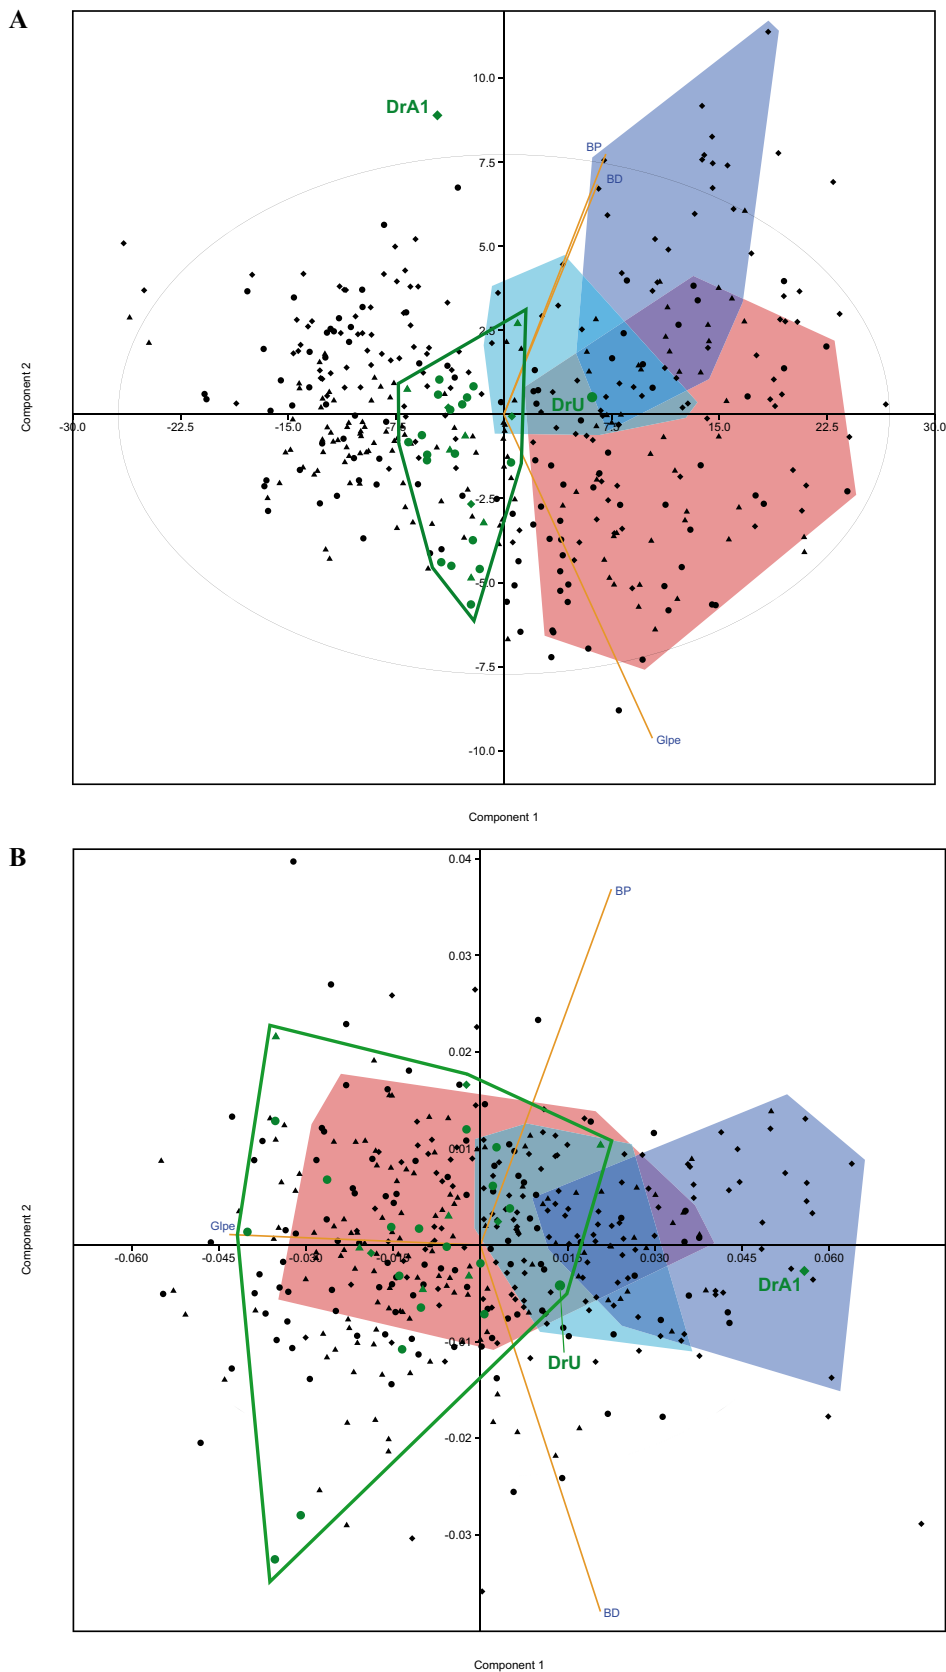 A
10.0
DrA1
BP
7.5
BD
5.0
2.5
Component 2
DrU
-30.0
-22.5
-15.0
-7.5
7.5
15.0
22.5
30.0
-2.5
-5.0
-7.5
Glpe
-10.0
Component 1
B
0.04
BP
0.03
0.02
0.01
Component 2
Glpe
-0.060
-0.045
-0.030
-0.015
0.015
0.030
0.045
0.060
DrA1
-0.01
DrU
-0.02
-0.03
BD
Component 1